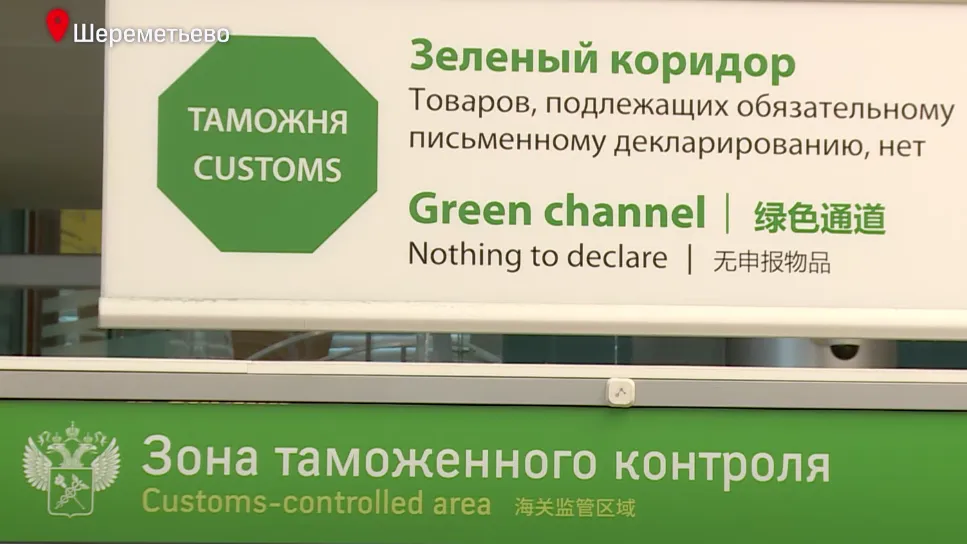 Шереметьево
ТАМОЖНЯ
CUSTOMS
Зеленый коридор
Товаров, подлежащих обязательному
письменному декларированию, нет
Green channel | 绿色通道
Nothing to declare | 无申报物品
Зона таможенного контроля
Customs-controlled area 海关监管区域